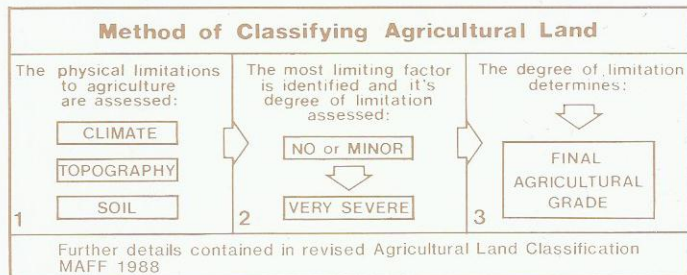 Method of Classifying Agricultural Land
The physical limitations
to agriculture
are assessed:
CLIMATE
TOPOGRAPHY
SOIL
1
The most limiting factor
is identified and it's
degree of limitation
assessed:
NO or MINOR
VERY SEVERE
2
The degree of limitation
determines:
FINAL
AGRICULTURAL
GRADE
3
Further details contained in revised Agricultural Land Classification
MAFF 1988